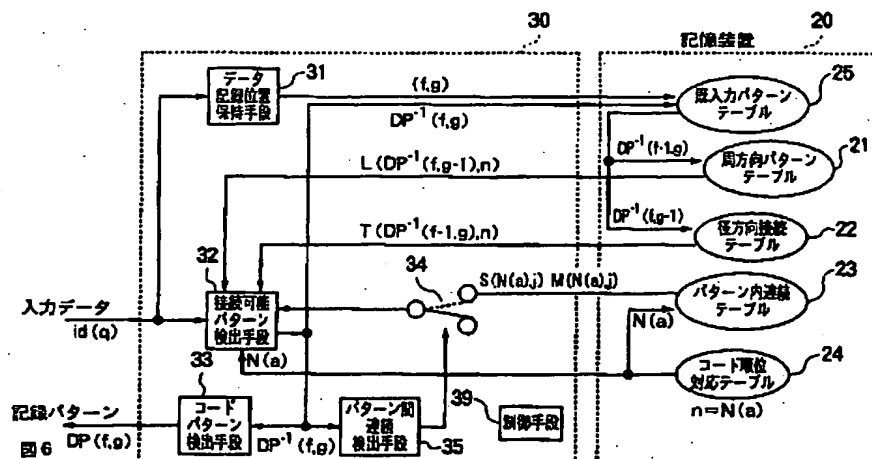 30
記憶装置
20
データ
記録位置
保持手段
31
(f,g)
DP⁻¹(f,g)
既入力パターン
テーブル
25
DP⁻¹(f-1,g)
周方向パターン
テーブル
21
L(DP⁻¹(f,g-1),n)
DP⁻¹(f,g-1)
径方向接続
テーブル
22
T(DP⁻¹(f-1,g),n)
32
接続可能
パターン
検出手段
34
S(N(a),j) M(N(a),j)
パターン内連続
テーブル
23
入力データ
id(q)
N(a)
N(a)
コード順位
対応テーブル
24
n=N(a)
33
コード
パターン
検出手段
記録パターン
DP(f,g)
DP⁻¹(f,g)
パターン間
連続
検出手段
35
39
制御手段
図6